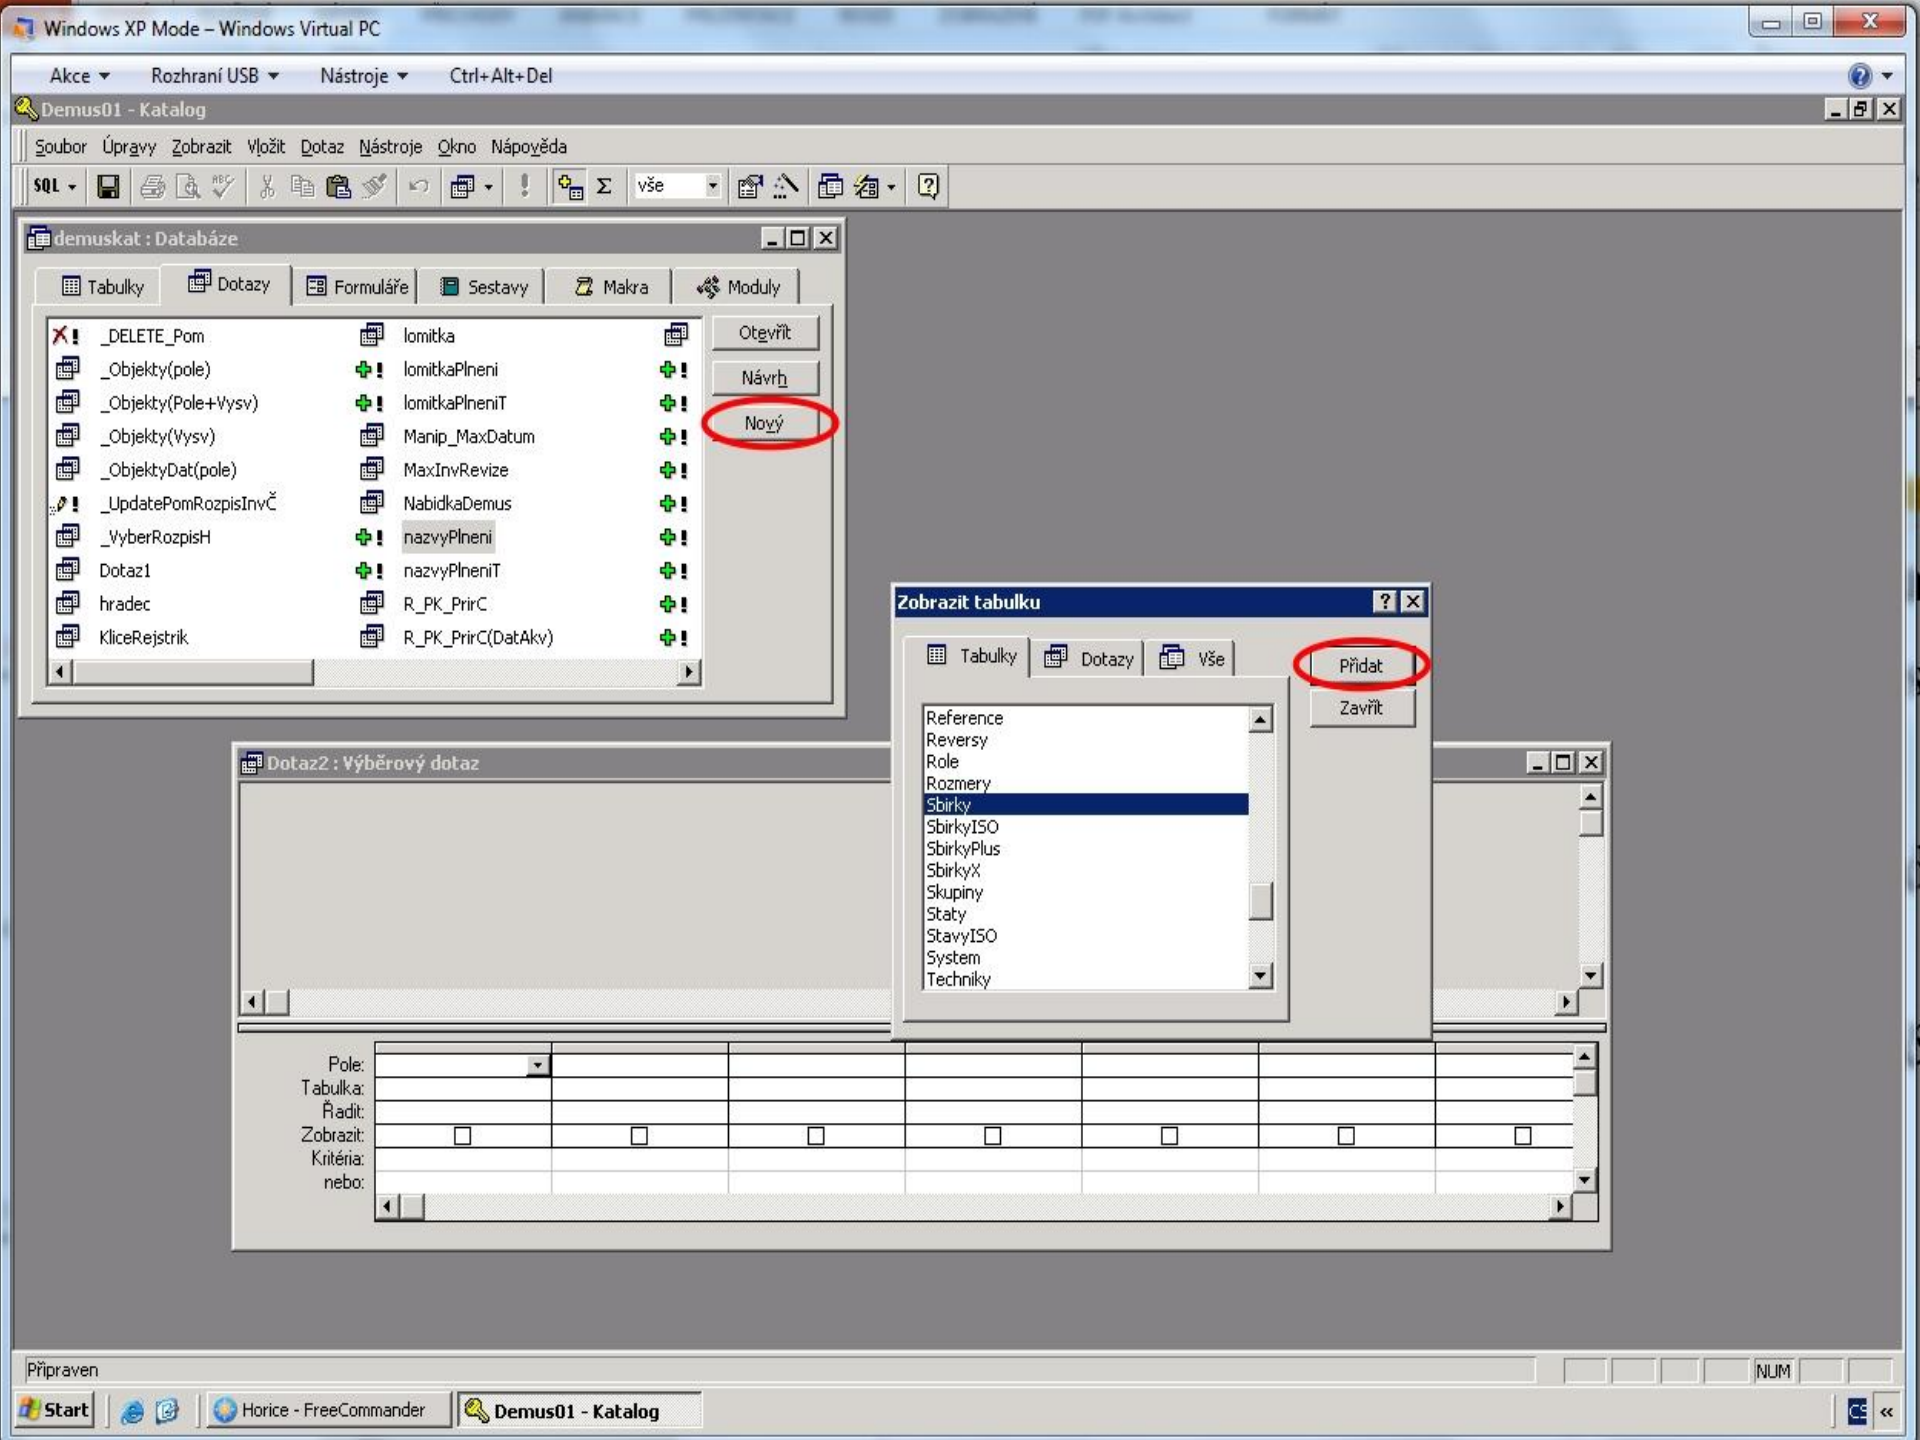 Windows XP Mode – Windows Virtual PC
Akce Rozhraní USB Nástroje Ctrl+Alt+Del
Demus01 - Katalog
Soubor Úpravy Zobrazit Vložit Dotaz Nástroje Okno Nápověda
SQL vše
demuskat : Databáze
Tabulky Dotazy Formuláře Sestavy Makra Moduly
_DELETE_Pom lomitka Otevřít
_Objekty(pole) lomitkaPlneni Návrh
_Objekty(Pole+Vysv) lomitkaPlneniT Nový
_Objekty(Vysv) Manip_MaxDatum
_ObjektyDat(pole) MaxInvRevize
_UpdatePomRozpisInvČ NabidkaDemus
_VyberRozpisH nazvyPlneni
Dotaz1 nazvyPlneniT
hradec R_PK_PrirC
KliceRejstrik R_PK_PrirC(DatAkv)
Zobrazit tabulku
Tabulky Dotazy Vše Přidat
Zavřít
Reference
Reversy
Role
Rozmery
Sbirky
SbirkyISO
SbirkyPlus
SbirkyX
Skupiny
Staty
StavyISO
System
Techniky
Dotaz2 : Výběrový dotaz
Pole:
Tabulka:
Řadit:
Zobrazit:
Kritéria:
nebo:
Připraven NUM
Start Horice - FreeCommander Demus01 - Katalog CS